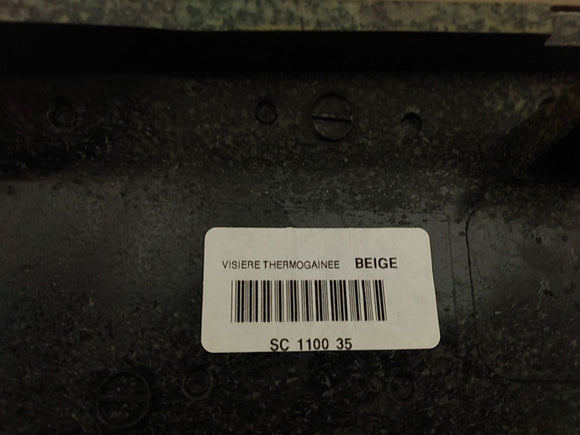 VISIERE THERMOGAINEE BEIGE
SC 1100 35